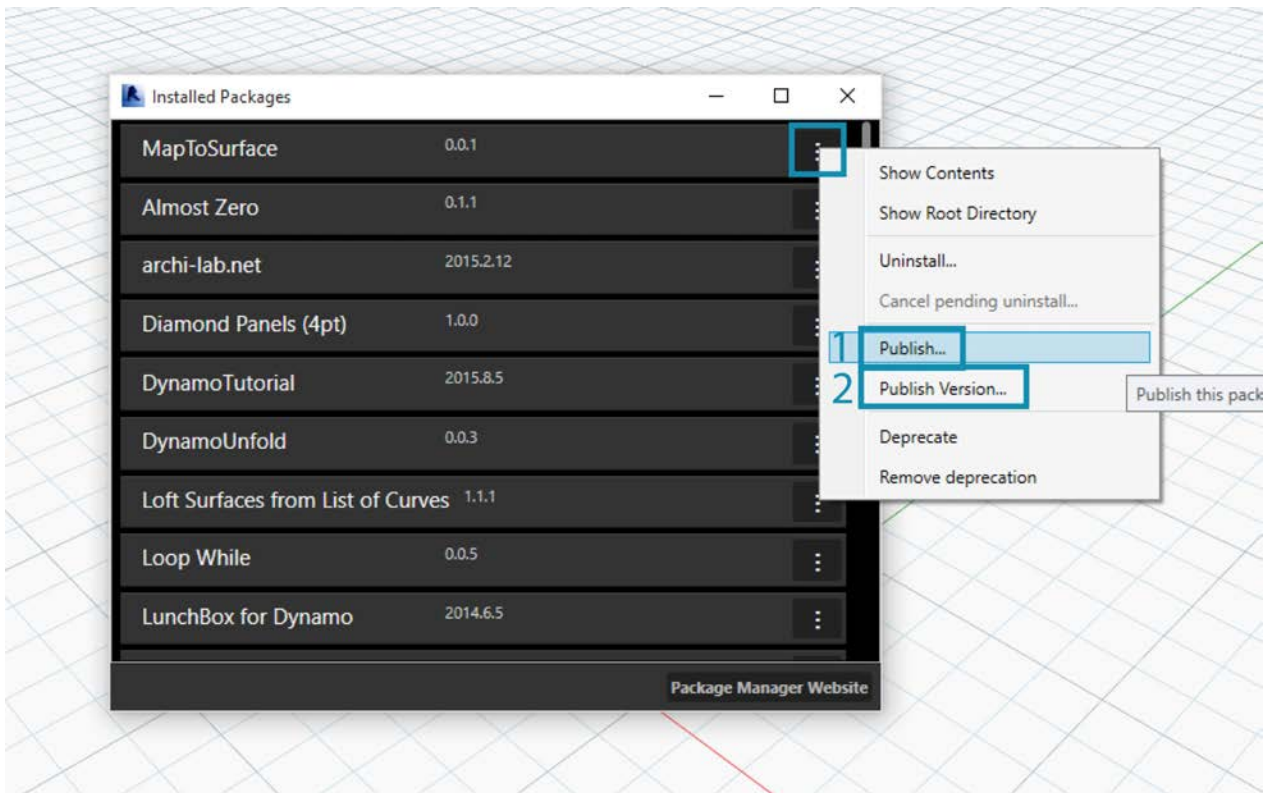 Installed Packages
MapToSurface 0.0.1
Almost Zero 0.1.1
archi-lab.net 2015.2.12
Diamond Panels (4pt) 1.0.0
DynamoTutorial 2015.8.5
DynamoUnfold 0.0.3
Loft Surfaces from List of Curves 1.1.1
Loop While 0.0.5
LunchBox for Dynamo 2014.6.5
Package Manager Website
Show Contents
Show Root Directory
Uninstall...
Cancel pending uninstall...
1 Publish...
2 Publish Version...
Publish this pack
Deprecate
Remove deprecation